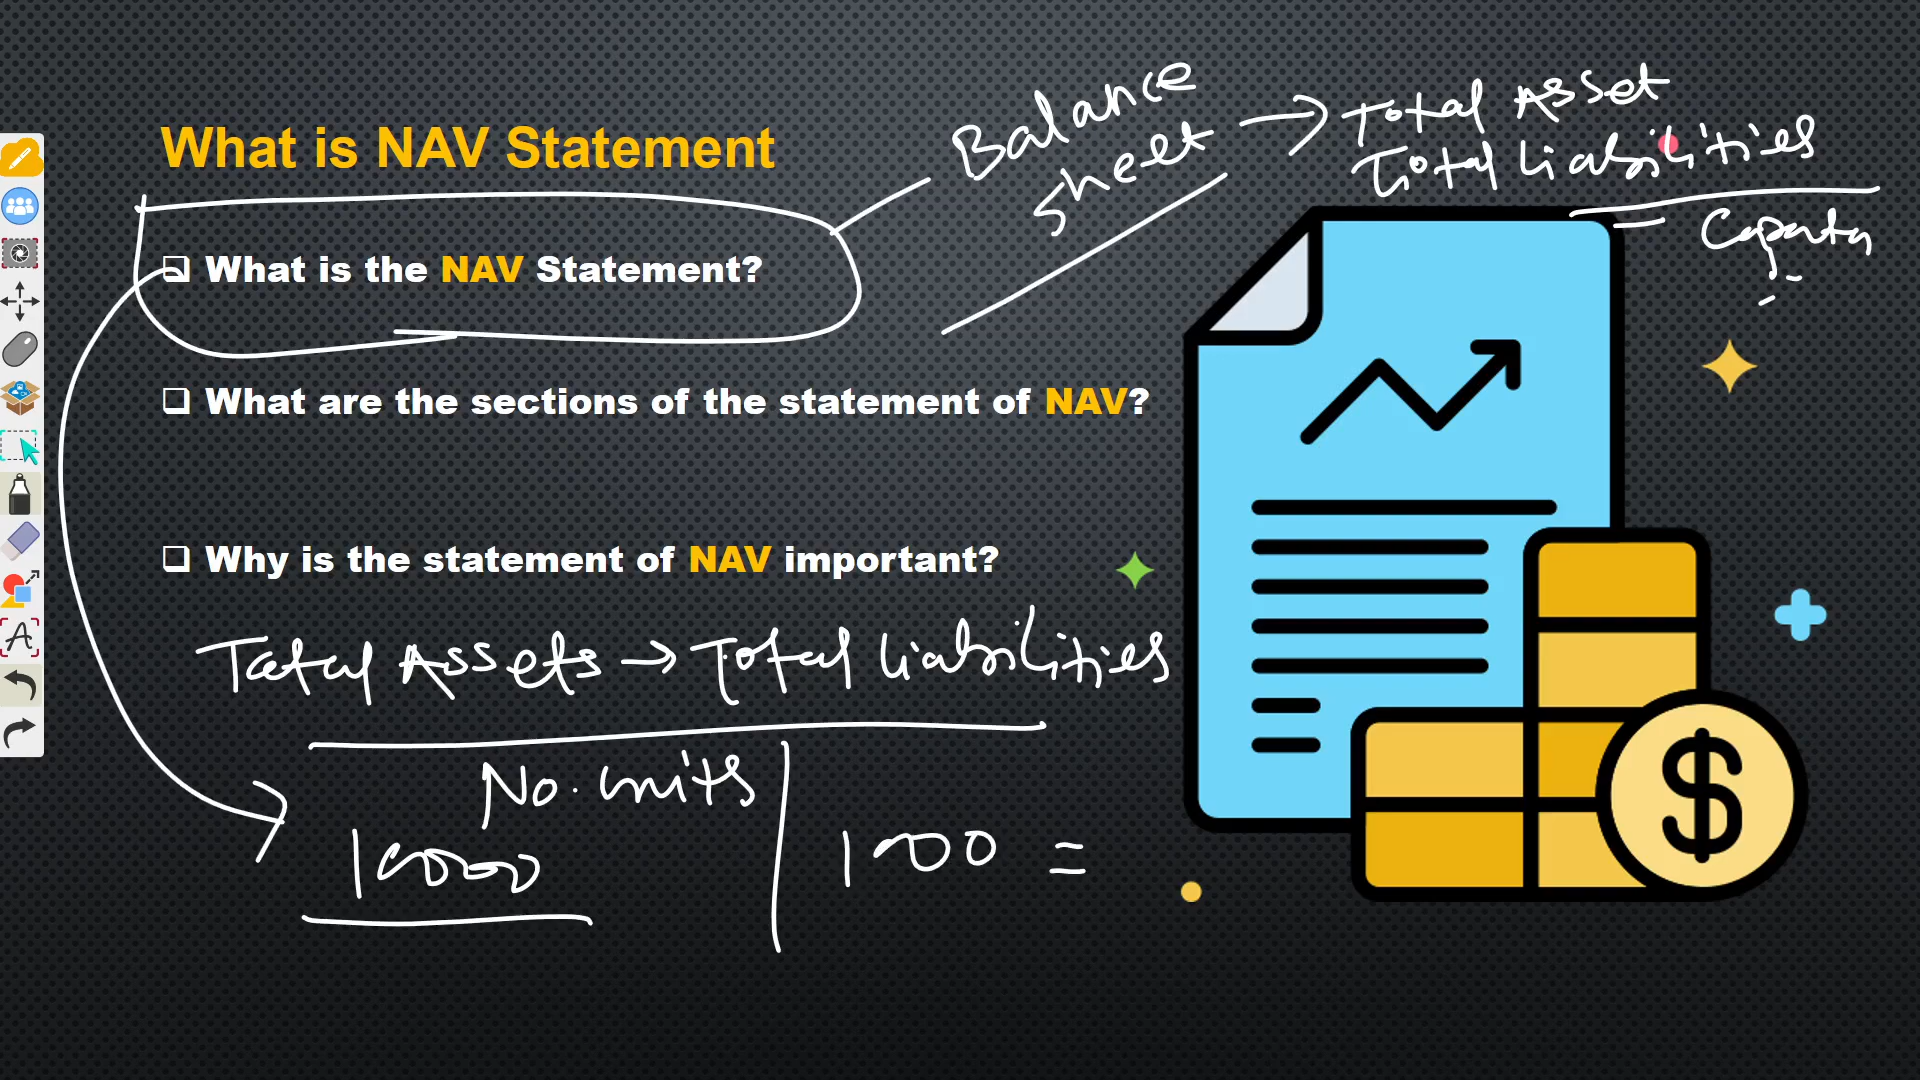 What is NAV Statement
Balance
sheet
Total Asset
Total Liabilities
= Capital
What is the NAV Statement?
What are the sections of the statement of NAV?
Why is the statement of NAV important?
Total Assets → Total Liabilities
No. units
1000 =
$